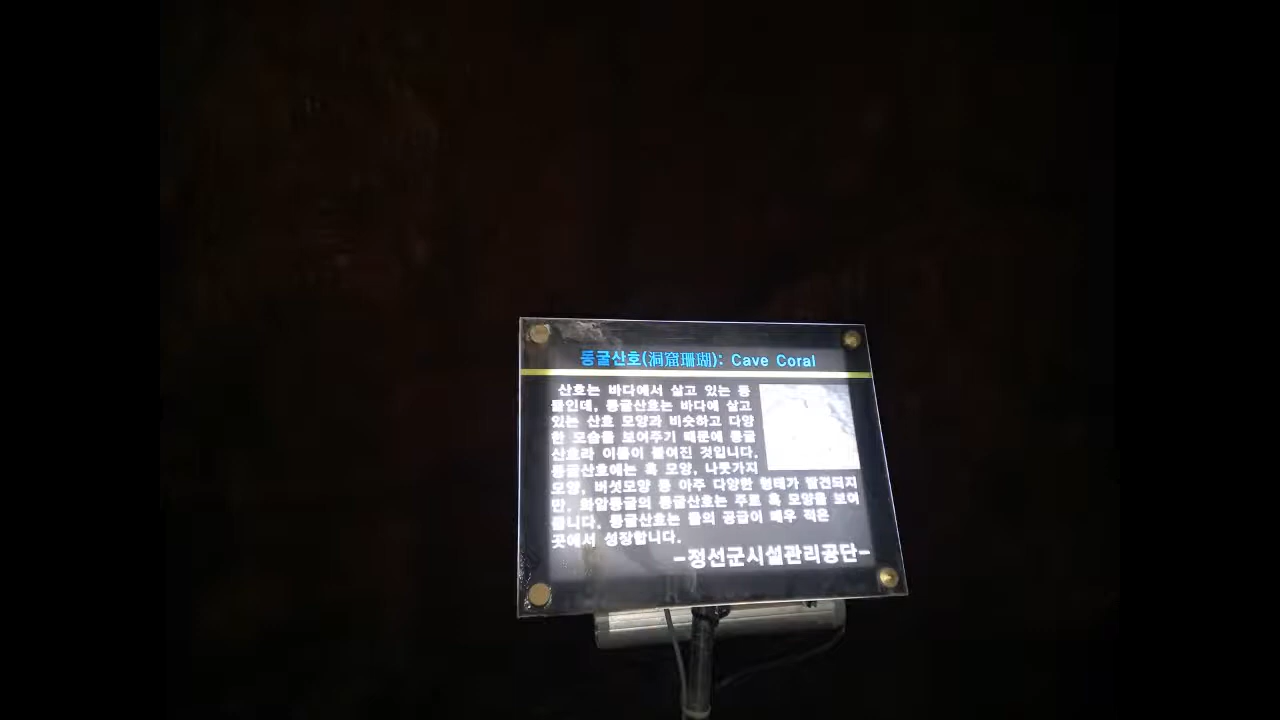 동굴산호(洞窟珊瑚): Cave Coral
산호는 바다에서 살고 있는 동
물인데, 동굴산호는 바다에 살고
있는 산호 모양과 비슷하고 다양
한 모습을 보여주기 때문에 동굴
산호라 이름이 붙여진 것입니다.
동굴산호에는 혹 모양, 나뭇가지
모양, 버섯모양 등 아주 다양한 형태가 발견되지
만, 화암동굴의 동굴산호는 주로 혹 모양을 보여
줍니다. 동굴산호는 물의 공급이 매우 적은
곳에서 성장합니다.
-정선군시설관리공단-